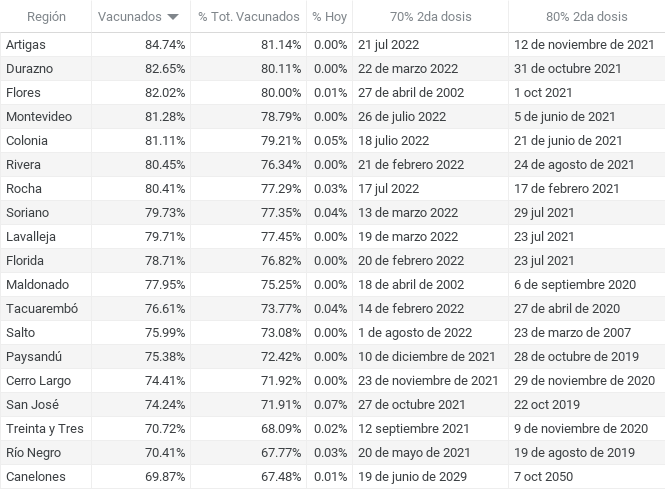 Región Vacunados % Tot. Vacunados % Hoy 70% 2da dosis 80% 2da dosis
Artigas 84.74% 81.14% 0.00% 21 jul 2022 12 de noviembre de 2021
Durazno 82.65% 80.11% 0.00% 22 de marzo 2022 31 de octubre 2021
Flores 82.02% 80.00% 0.01% 27 de abril de 2002 1 oct 2021
Montevideo 81.28% 78.79% 0.00% 26 de julio 2022 5 de junio de 2021
Colonia 81.11% 79.21% 0.05% 18 julio 2022 21 de junio de 2021
Rivera 80.45% 76.34% 0.00% 21 de febrero 2022 24 de agosto de 2021
Rocha 80.41% 77.29% 0.03% 17 jul 2022 17 de febrero 2021
Soriano 79.73% 77.35% 0.04% 13 de marzo 2022 29 jul 2021
Lavalleja 79.71% 77.45% 0.00% 19 de marzo 2022 23 jul 2021
Florida 78.71% 76.82% 0.00% 20 de febrero 2022 23 jul 2021
Maldonado 77.95% 75.25% 0.00% 18 de abril de 2002 6 de septiembre 2020
Tacuarembó 76.61% 73.77% 0.04% 14 de febrero 2022 27 de abril de 2020
Salto 75.99% 73.08% 0.00% 1 de agosto de 2022 23 de marzo de 2007
Paysandú 75.38% 72.42% 0.00% 10 de diciembre de 2021 28 de octubre de 2019
Cerro Largo 74.41% 71.92% 0.00% 23 de noviembre de 2021 29 de noviembre de 2020
San José 74.24% 71.91% 0.07% 27 de octubre 2021 22 oct 2019
Treinta y Tres 70.72% 68.09% 0.02% 12 septiembre 2021 9 de noviembre de 2020
Río Negro 70.41% 67.77% 0.03% 20 de mayo de 2021 19 de agosto de 2019
Canelones 69.87% 67.48% 0.01% 19 de junio de 2029 7 oct 2050